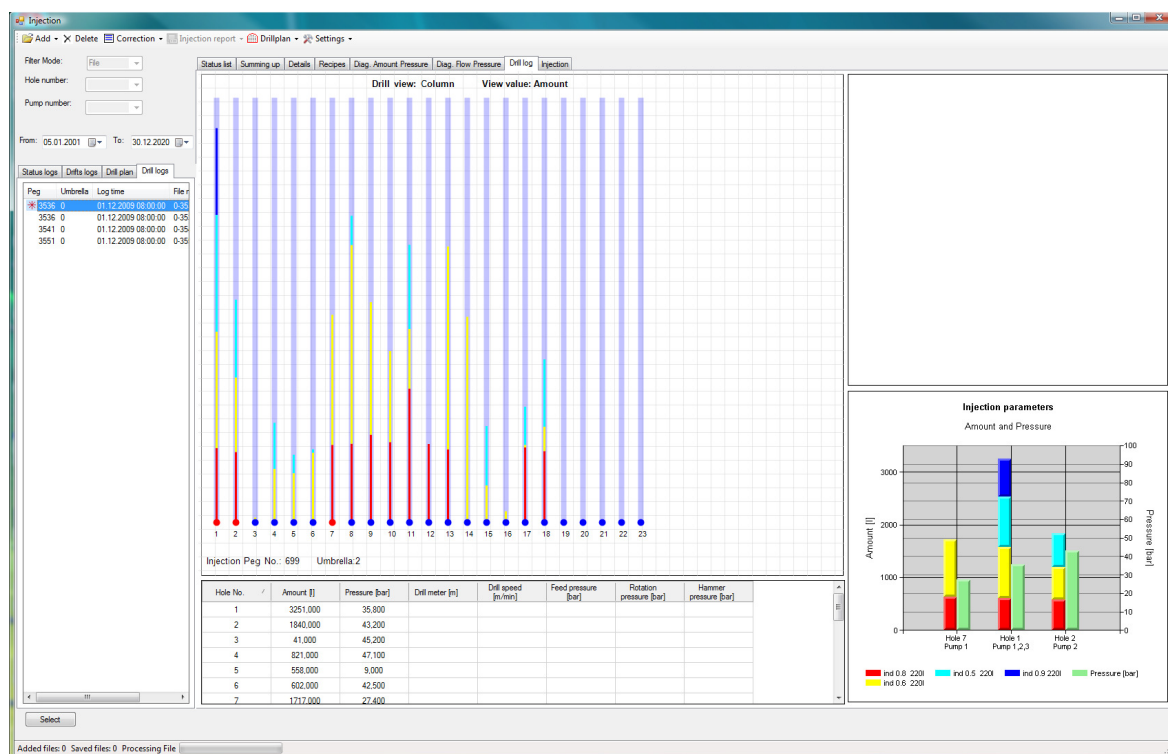 Injection
Add Delete Correction Injection report Drillplan Settings
Filter Mode: File
Hole number:
Pump number:
From: 05.01.2001 To: 30.12.2020
Status logs Drifts logs Drill plan Drill logs
Peg Umbrella Log time File r
3536 0 01.12.2009 08:00:00 0-35
3536 0 01.12.2009 08:00:00 0-35
3541 0 01.12.2009 08:00:00 0-35
3551 0 01.12.2009 08:00:00 0-35
Select
Added files: 0 Saved files: 0 Processing File
Status list Summing up Details Recipes Diag. Amount Pressure Diag. Flow Pressure Drill log Injection
Drill view: Column View value: Amount
1 2 3 4 5 6 7 8 9 10 11 12 13 14 15 16 17 18 19 20 21 22 23
Injection Peg No.: 699 Umbrella:2
Hole No. Amount [l] Pressure [bar] Drill meter [m] Drill speed [m/min] Feed pressure [bar] Rotation pressure [bar] Hammer pressure [bar]
1 3251,000 35,800
2 1840,000 43,200
3 41,000 45,200
4 821,000 47,100
5 558,000 9,000
6 602,000 42,500
7 1717,000 27,400
Injection parameters
Amount and Pressure
Amount [l]
3000
2000
1000
0
100
90
80
70
60
50
40
30
20
10
0
Pressure [bar]
Hole 7 Hole 1 Hole 2
Pump 1 Pump 1,2,3 Pump 2
ind 0.8 220l ind 0.5 220l ind 0.9 220l Pressure [bar]
ind 0.6 220l